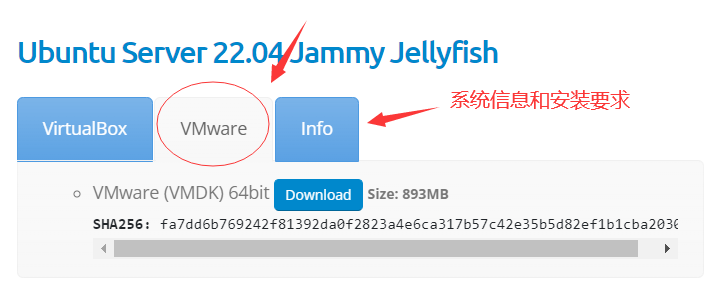 Ubuntu Server 22.04 Jammy Jellyfish
VirtualBox VMware Info 系统信息和安装要求
VMware (VMDK) 64bit Download Size: 893MB
SHA256: fa7dd6b769242f81392da0f2823a4e6ca317b57c42e35b5d82ef1b1cba2030